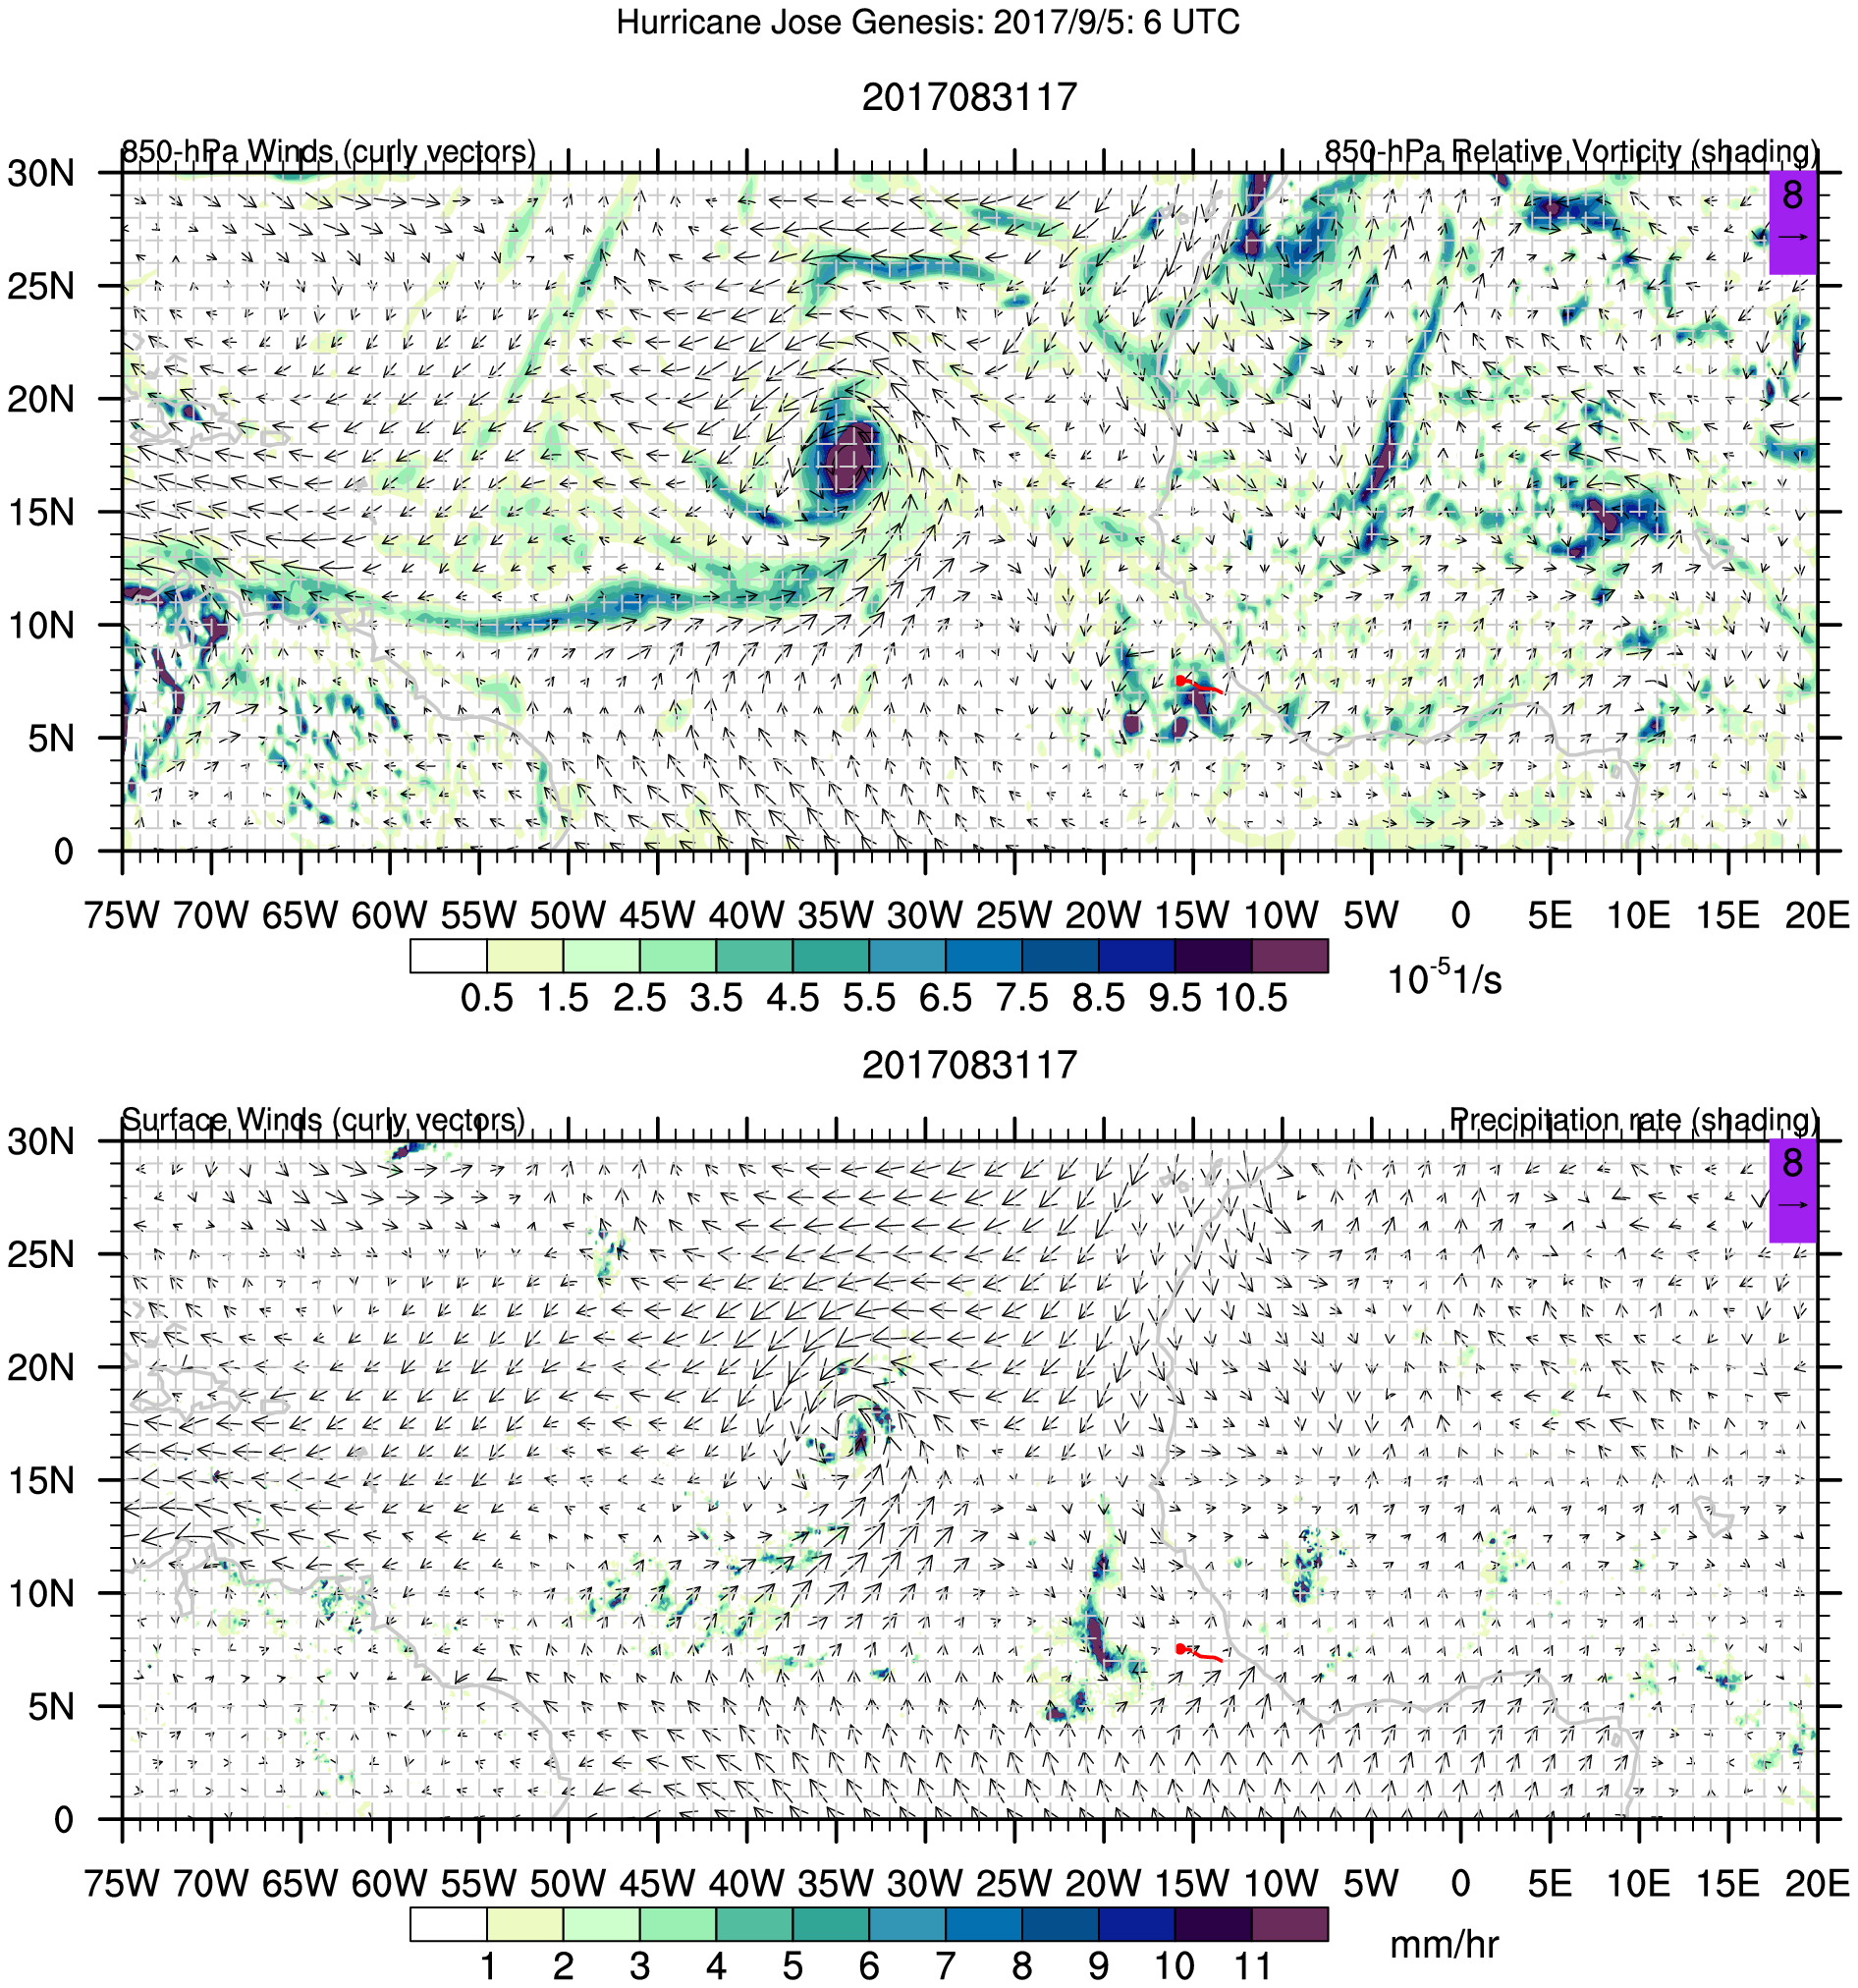 Hurricane Jose Genesis: 2017/9/5: 6 UTC
2017083117
850-hPa Winds (curly vectors) 850-hPa Relative Vorticity (shading)
30N
25N
20N
15N
10N
5N
0
8
75W 70W 65W 60W 55W 50W 45W 40W 35W 30W 25W 20W 15W 10W 5W 0 5E 10E 15E 20E
0.5 1.5 2.5 3.5 4.5 5.5 6.5 7.5 8.5 9.5 10.5
10⁻⁵1/s
2017083117
Surface Winds (curly vectors) Precipitation rate (shading)
30N
25N
20N
15N
10N
5N
0
8
75W 70W 65W 60W 55W 50W 45W 40W 35W 30W 25W 20W 15W 10W 5W 0 5E 10E 15E 20E
1 2 3 4 5 6 7 8 9 10 11
mm/hr